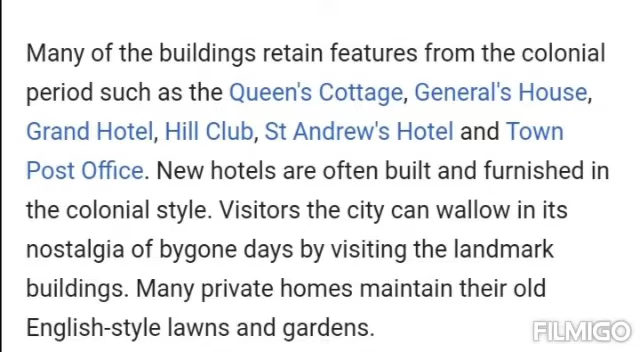 Many of the buildings retain features from the colonial
period such as the Queen's Cottage, General's House,
Grand Hotel, Hill Club, St Andrew's Hotel and Town
Post Office. New hotels are often built and furnished in
the colonial style. Visitors the city can wallow in its
nostalgia of bygone days by visiting the landmark
buildings. Many private homes maintain their old
English-style lawns and gardens.
FILMIGO